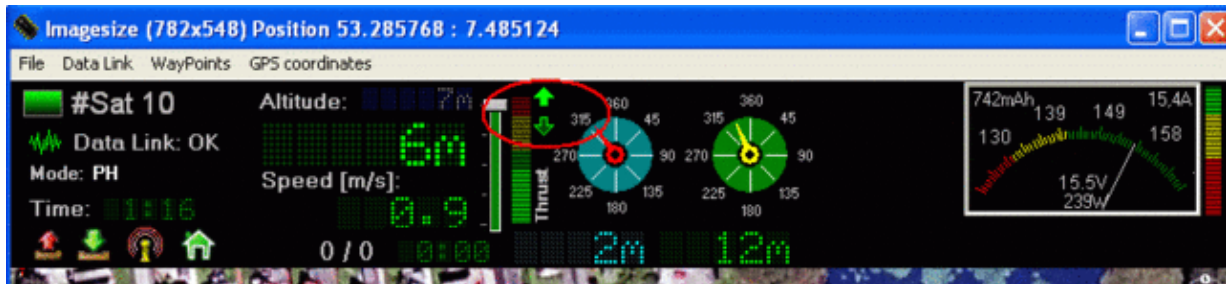 Imagesize (782x548) Position 53.285768 : 7.485124
File Data Link WayPoints GPS coordinates
#Sat 10
Data Link: OK
Mode: PH
Time: 1:16
Altitude: 7m
6m
Speed [m/s]:
0.9
0 / 0 0:00
Thrust
360
315 45
270 90
225 135
180
2m
360
315 45
270 90
225 135
180
12m
742mAh 15,4A
130 139 149 158
15.5V
239W